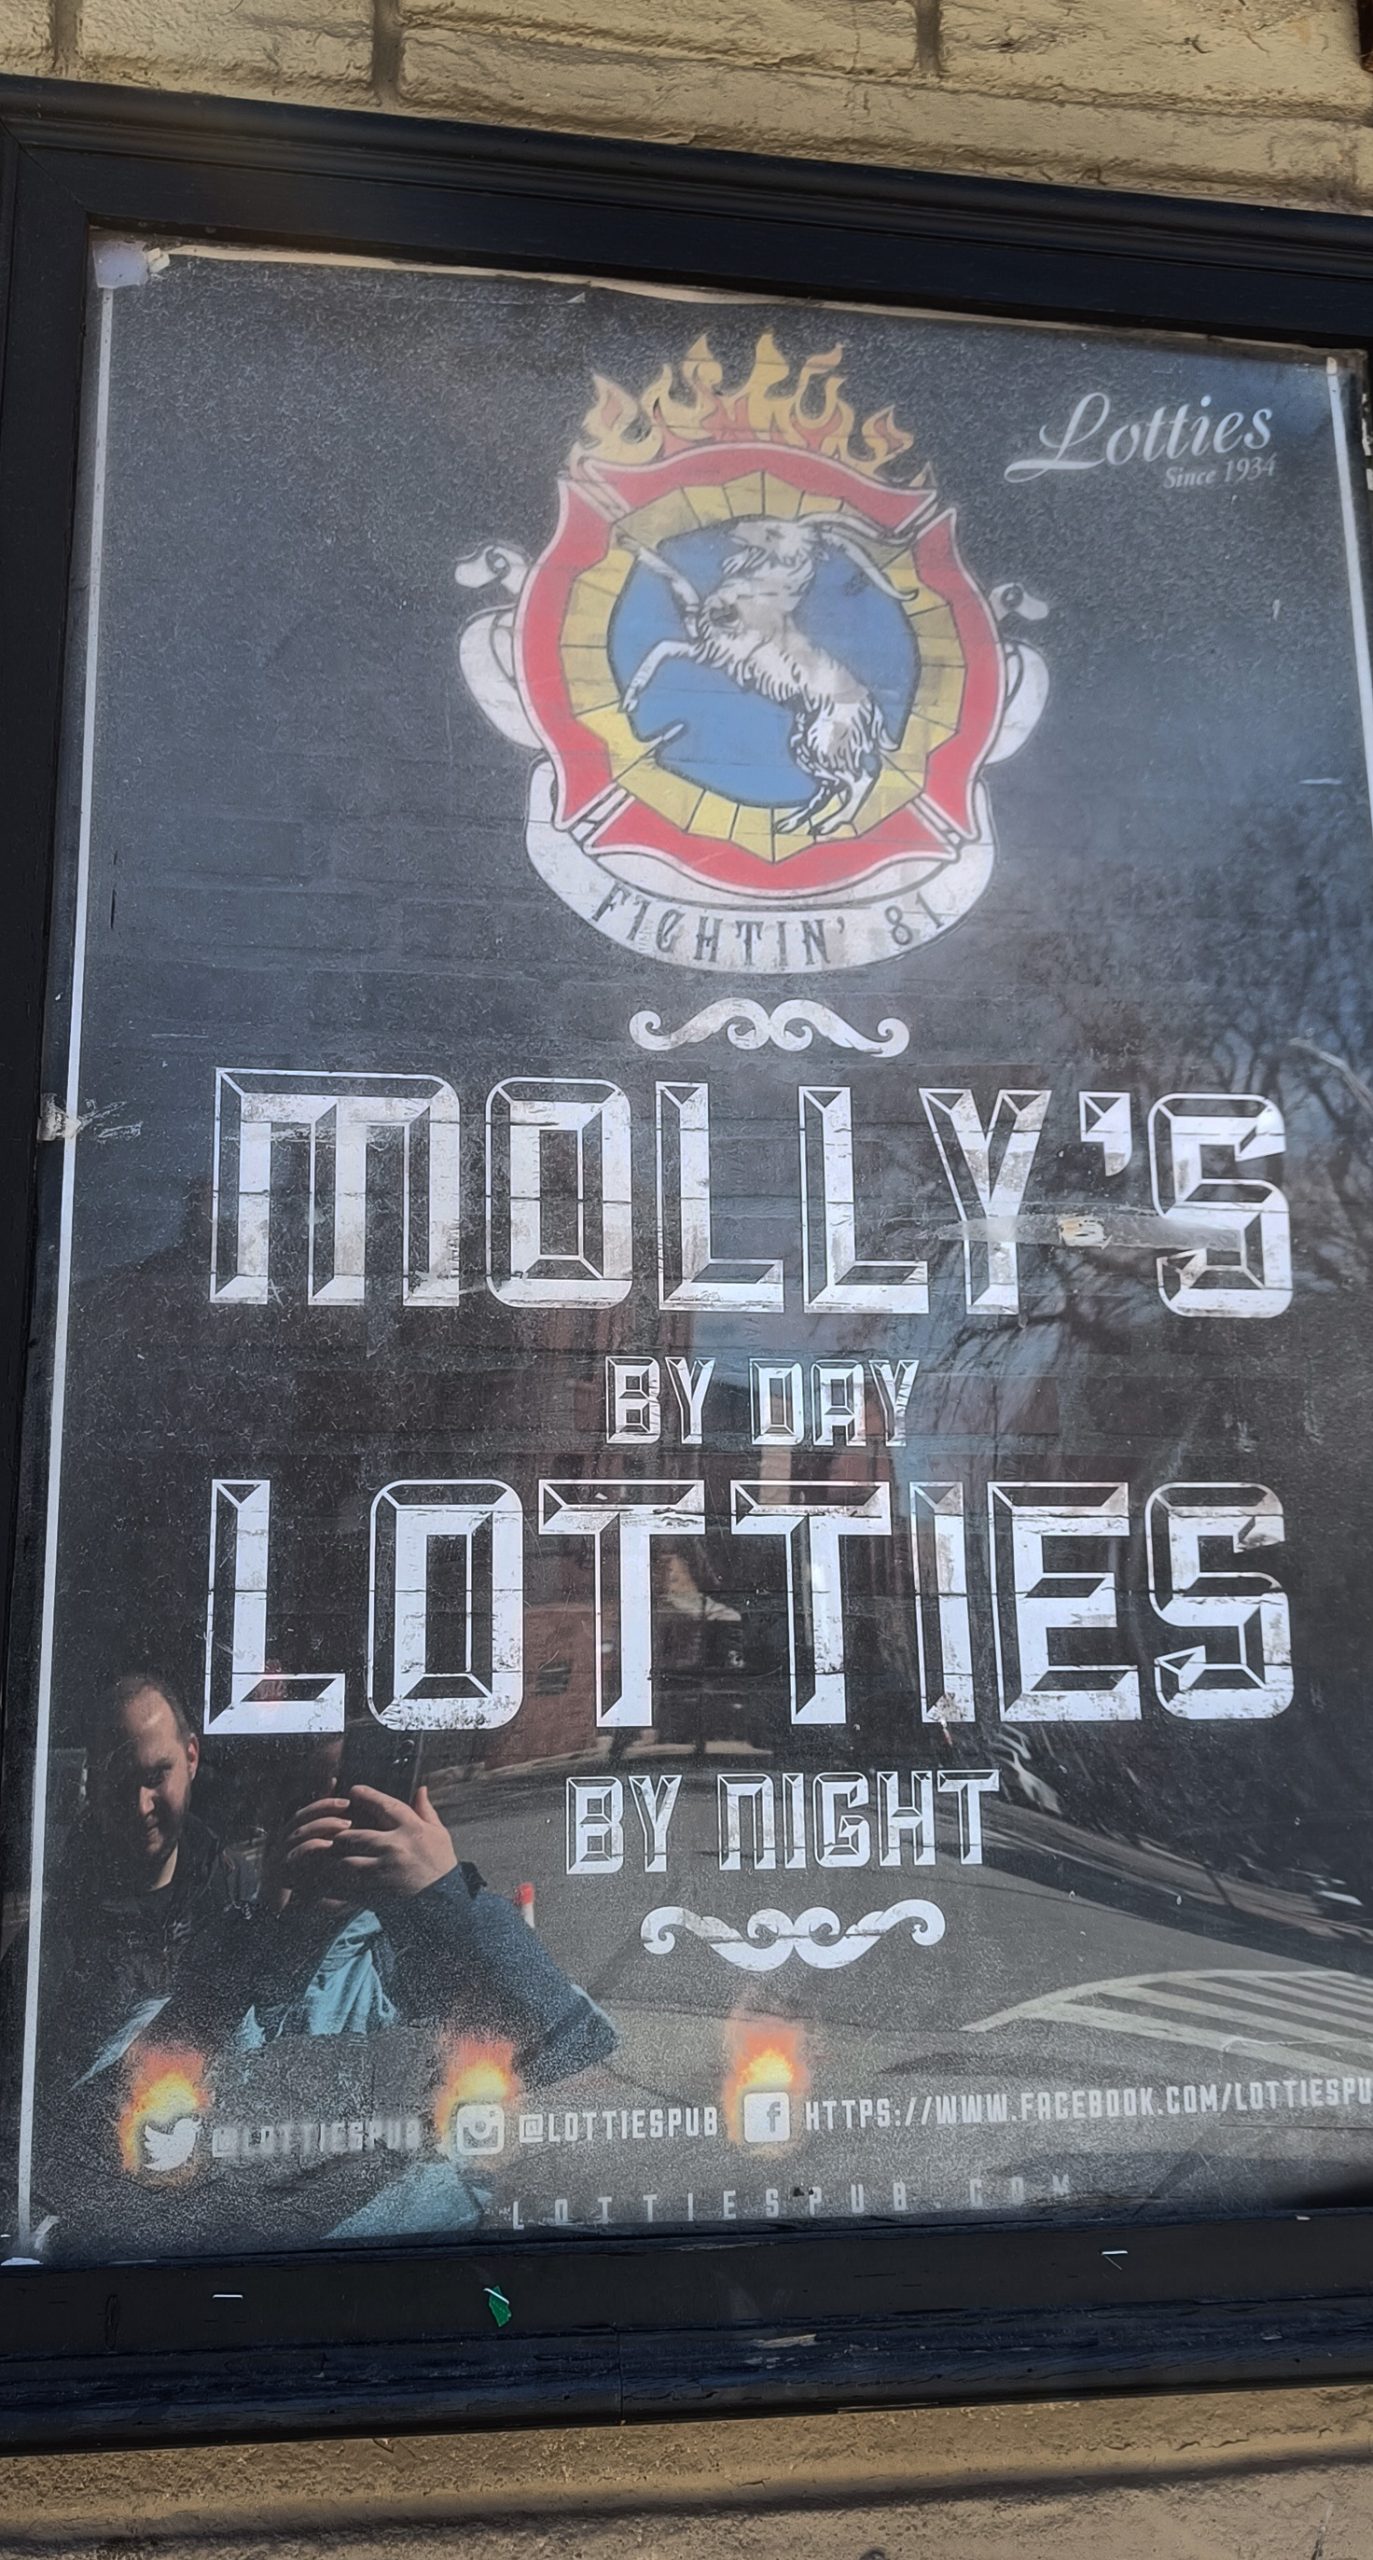 Lotties
Since 1934
FIGHTIN' 81
MOLLY'S
BY DAY
LOTTIES
BY NIGHT
@LOTTIESPUB @LOTTIESPUB HTTPS://WWW.FACEBOOK.COM/LOTTIESPU
LOTTIESPUB.COM